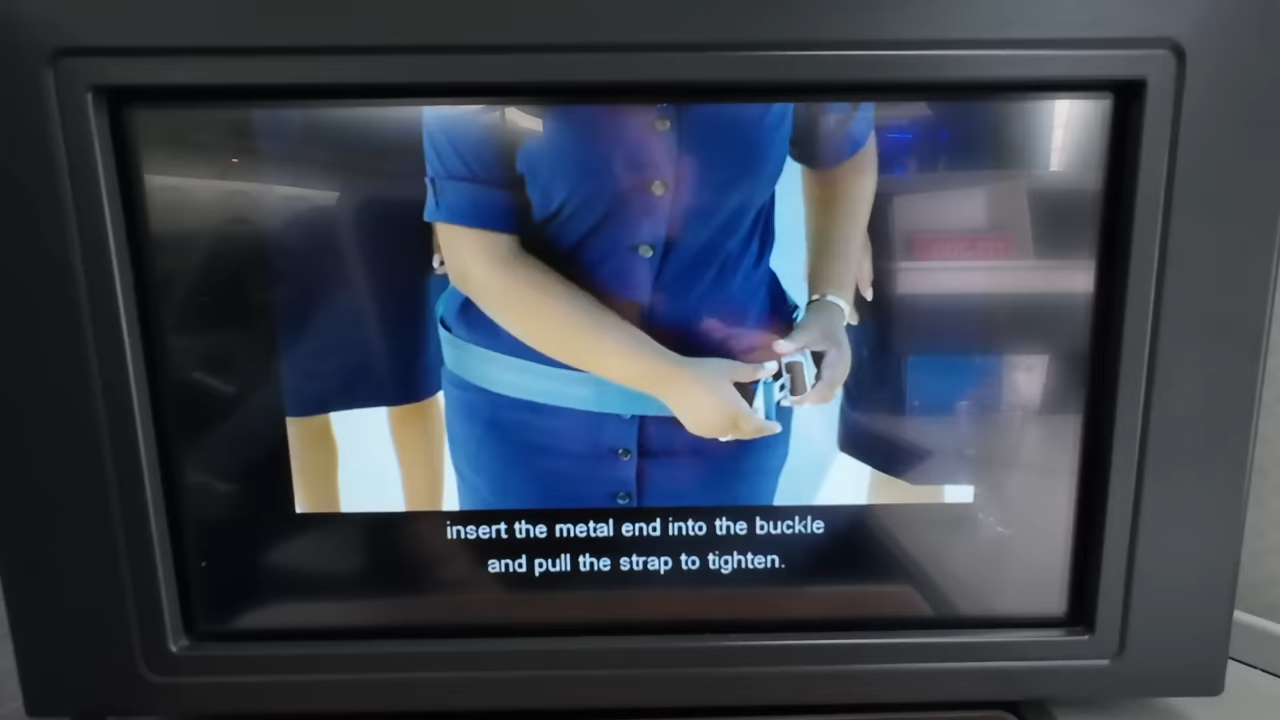 insert the metal end into the buckle
and pull the strap to tighten.